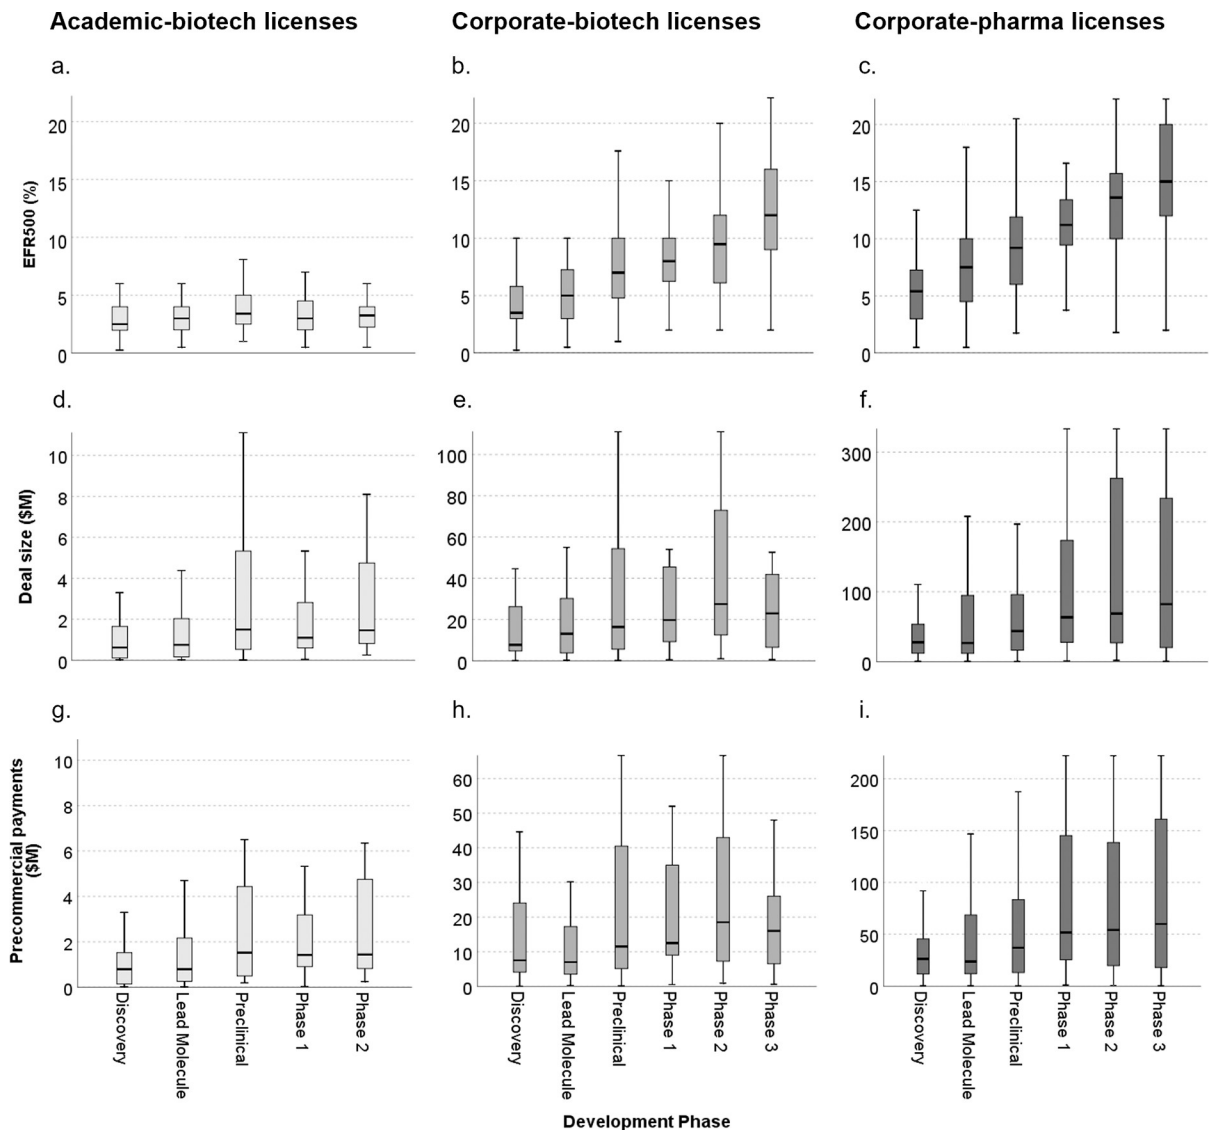 Academic-biotech licenses
Corporate-biotech licenses
Corporate-pharma licenses
a.
b.
c.
EFR500 (%)
20
15
10
5
0
20
15
10
5
0
20
15
10
5
0
d.
e.
f.
Deal size ($M)
10
8
6
4
2
0
100
80
60
40
20
0
300
200
100
0
g.
h.
i.
Precommercial payments
($M)
10
8
6
4
2
0
60
50
40
30
20
10
0
200
150
100
50
0
Discovery
Lead Molecule
Preclinical
Phase 1
Phase 2
Discovery
Lead Molecule
Preclinical
Phase 1
Phase 2
Phase 3
Discovery
Lead Molecule
Preclinical
Phase 1
Phase 2
Phase 3
Development Phase